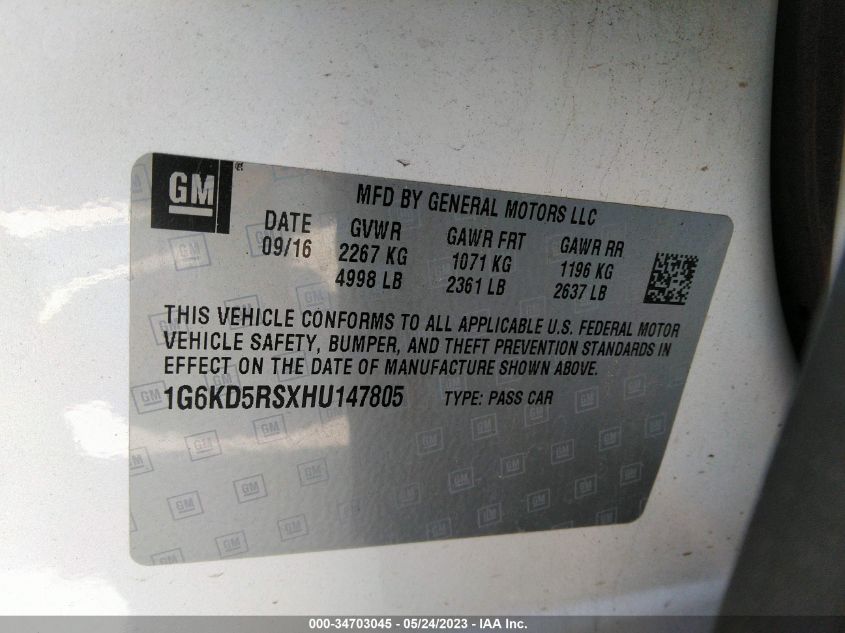 GM
MFD BY GENERAL MOTORS LLC
DATE GVWR GAWR FRT GAWR RR
09/16 2267 KG 1071 KG 1196 KG
4998 LB 2361 LB 2637 LB
THIS VEHICLE CONFORMS TO ALL APPLICABLE U.S. FEDERAL MOTOR
VEHICLE SAFETY, BUMPER, AND THEFT PREVENTION STANDARDS IN
EFFECT ON THE DATE OF MANUFACTURE SHOWN ABOVE.
1G6KD5RSXHU147805 TYPE: PASS CAR
000-34703045 - 05/24/2023 - IAA Inc.